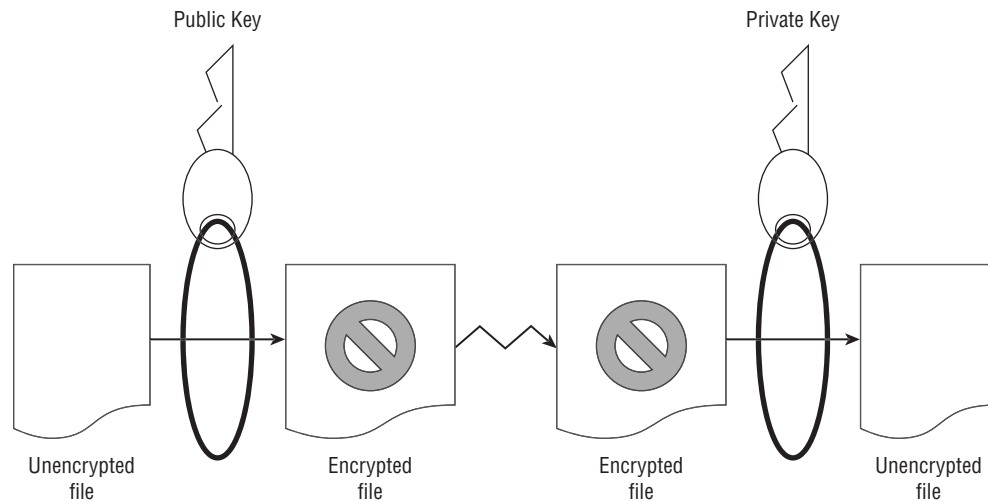 Public Key
Private Key
Unencrypted
file
Encrypted
file
Encrypted
file
Unencrypted
file